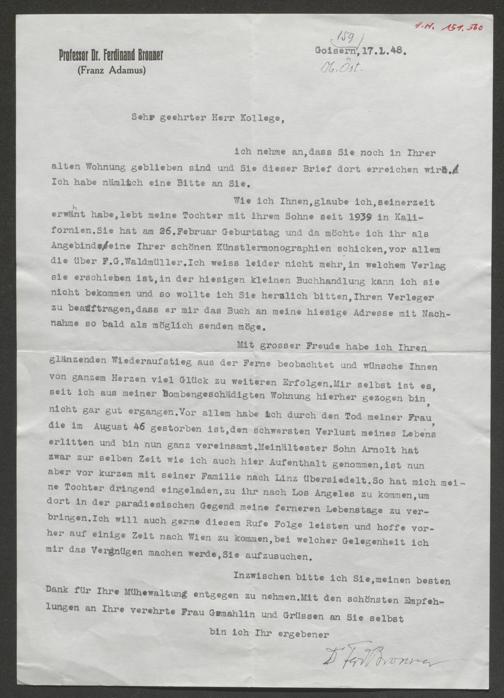 I.N. 151.560
Professor Dr. Ferdinand Bronner
(Franz Adamus)
159)
Goisern, 17.1.48.
Ob. Öst.
Sehr geehrter Herr Kollege,
ich nehme an,dass Sie noch in Ihrer
alten Wohnung geblieben sind und Sie dieser Brief dort erreichen wird.
Ich habe nämlich eine Bitte an Sie.
Wie ich Ihnen,glaube ich,seinerzeit
erwähnt habe,lebt meine Tochter mit ihrem Sohne seit 1939 in Kali-
fornien.Sie hat am 26.Februar Geburtstag und da möchte ich ihr als
Angebinde eine Ihrer schönen Künstlermonographien schicken,vor allem
die über F.G.Waldmüller.Ich weiss leider nicht mehr,in welchem Verlag
sie erschieben ist,in der hiesigen kleinen Buchhandlung kann ich sie
nicht bekommen und so wollte ich Sie herzlich bitten,Ihren Verleger
zu beauftragen,dass er mir das Buch an meine hiesige Adresse mit Nach-
nahme so bald als möglich senden möge.
Mit grosser Freude habe ich Ihren
glänzenden Wiederaufstieg aus der Ferne beobachtet und wünsche Ihnen
von ganzem Herzen viel Glück zu weiteren Erfolgen.Mir selbst ist es,
seit ich aus meiner Bombengeschädigten Wohnung hierher gezogen bin,
nicht gar gut ergangen.Vor allem habe ich durch den Tod meiner Frau,
die im August 46 gestorben ist,den schwersten Verlust meines Lebens
erlitten und bin nun ganz vereinsamt.Meinältester Sohn Arnolt hat
zwar zur selben Zeit wie ich auch hier Aufenthalt genommen,ist nun
aber vor kurzem mit seiner Familie nach Linz übersiedelt.So hat mich mei-
ne Tochter dringend eingeladen,zu ihr nach Los Angeles zu kommen,um
dort in der paradiesischen Gegend meine ferneren Lebenstage zu ver-
bringen.Ich will auch gerne diesem Rufe Folge leisten und hoffe vor-
her auf einige Zeit nach Wien zu kommen,bei welcher Gelegenheit ich
mir das Vergnügen machen werde,Sie aufzusuchen.
Inzwischen bitte ich Sie,meinen besten
Dank für Ihre Mühewaltung entgegen zu nehmen.Mit den schönsten Empfeh-
lungen an Ihre verehrte Frau Gemahlin und Grüssen an Sie selbst
bin ich Ihr ergebener
Dr Ferd Bronner